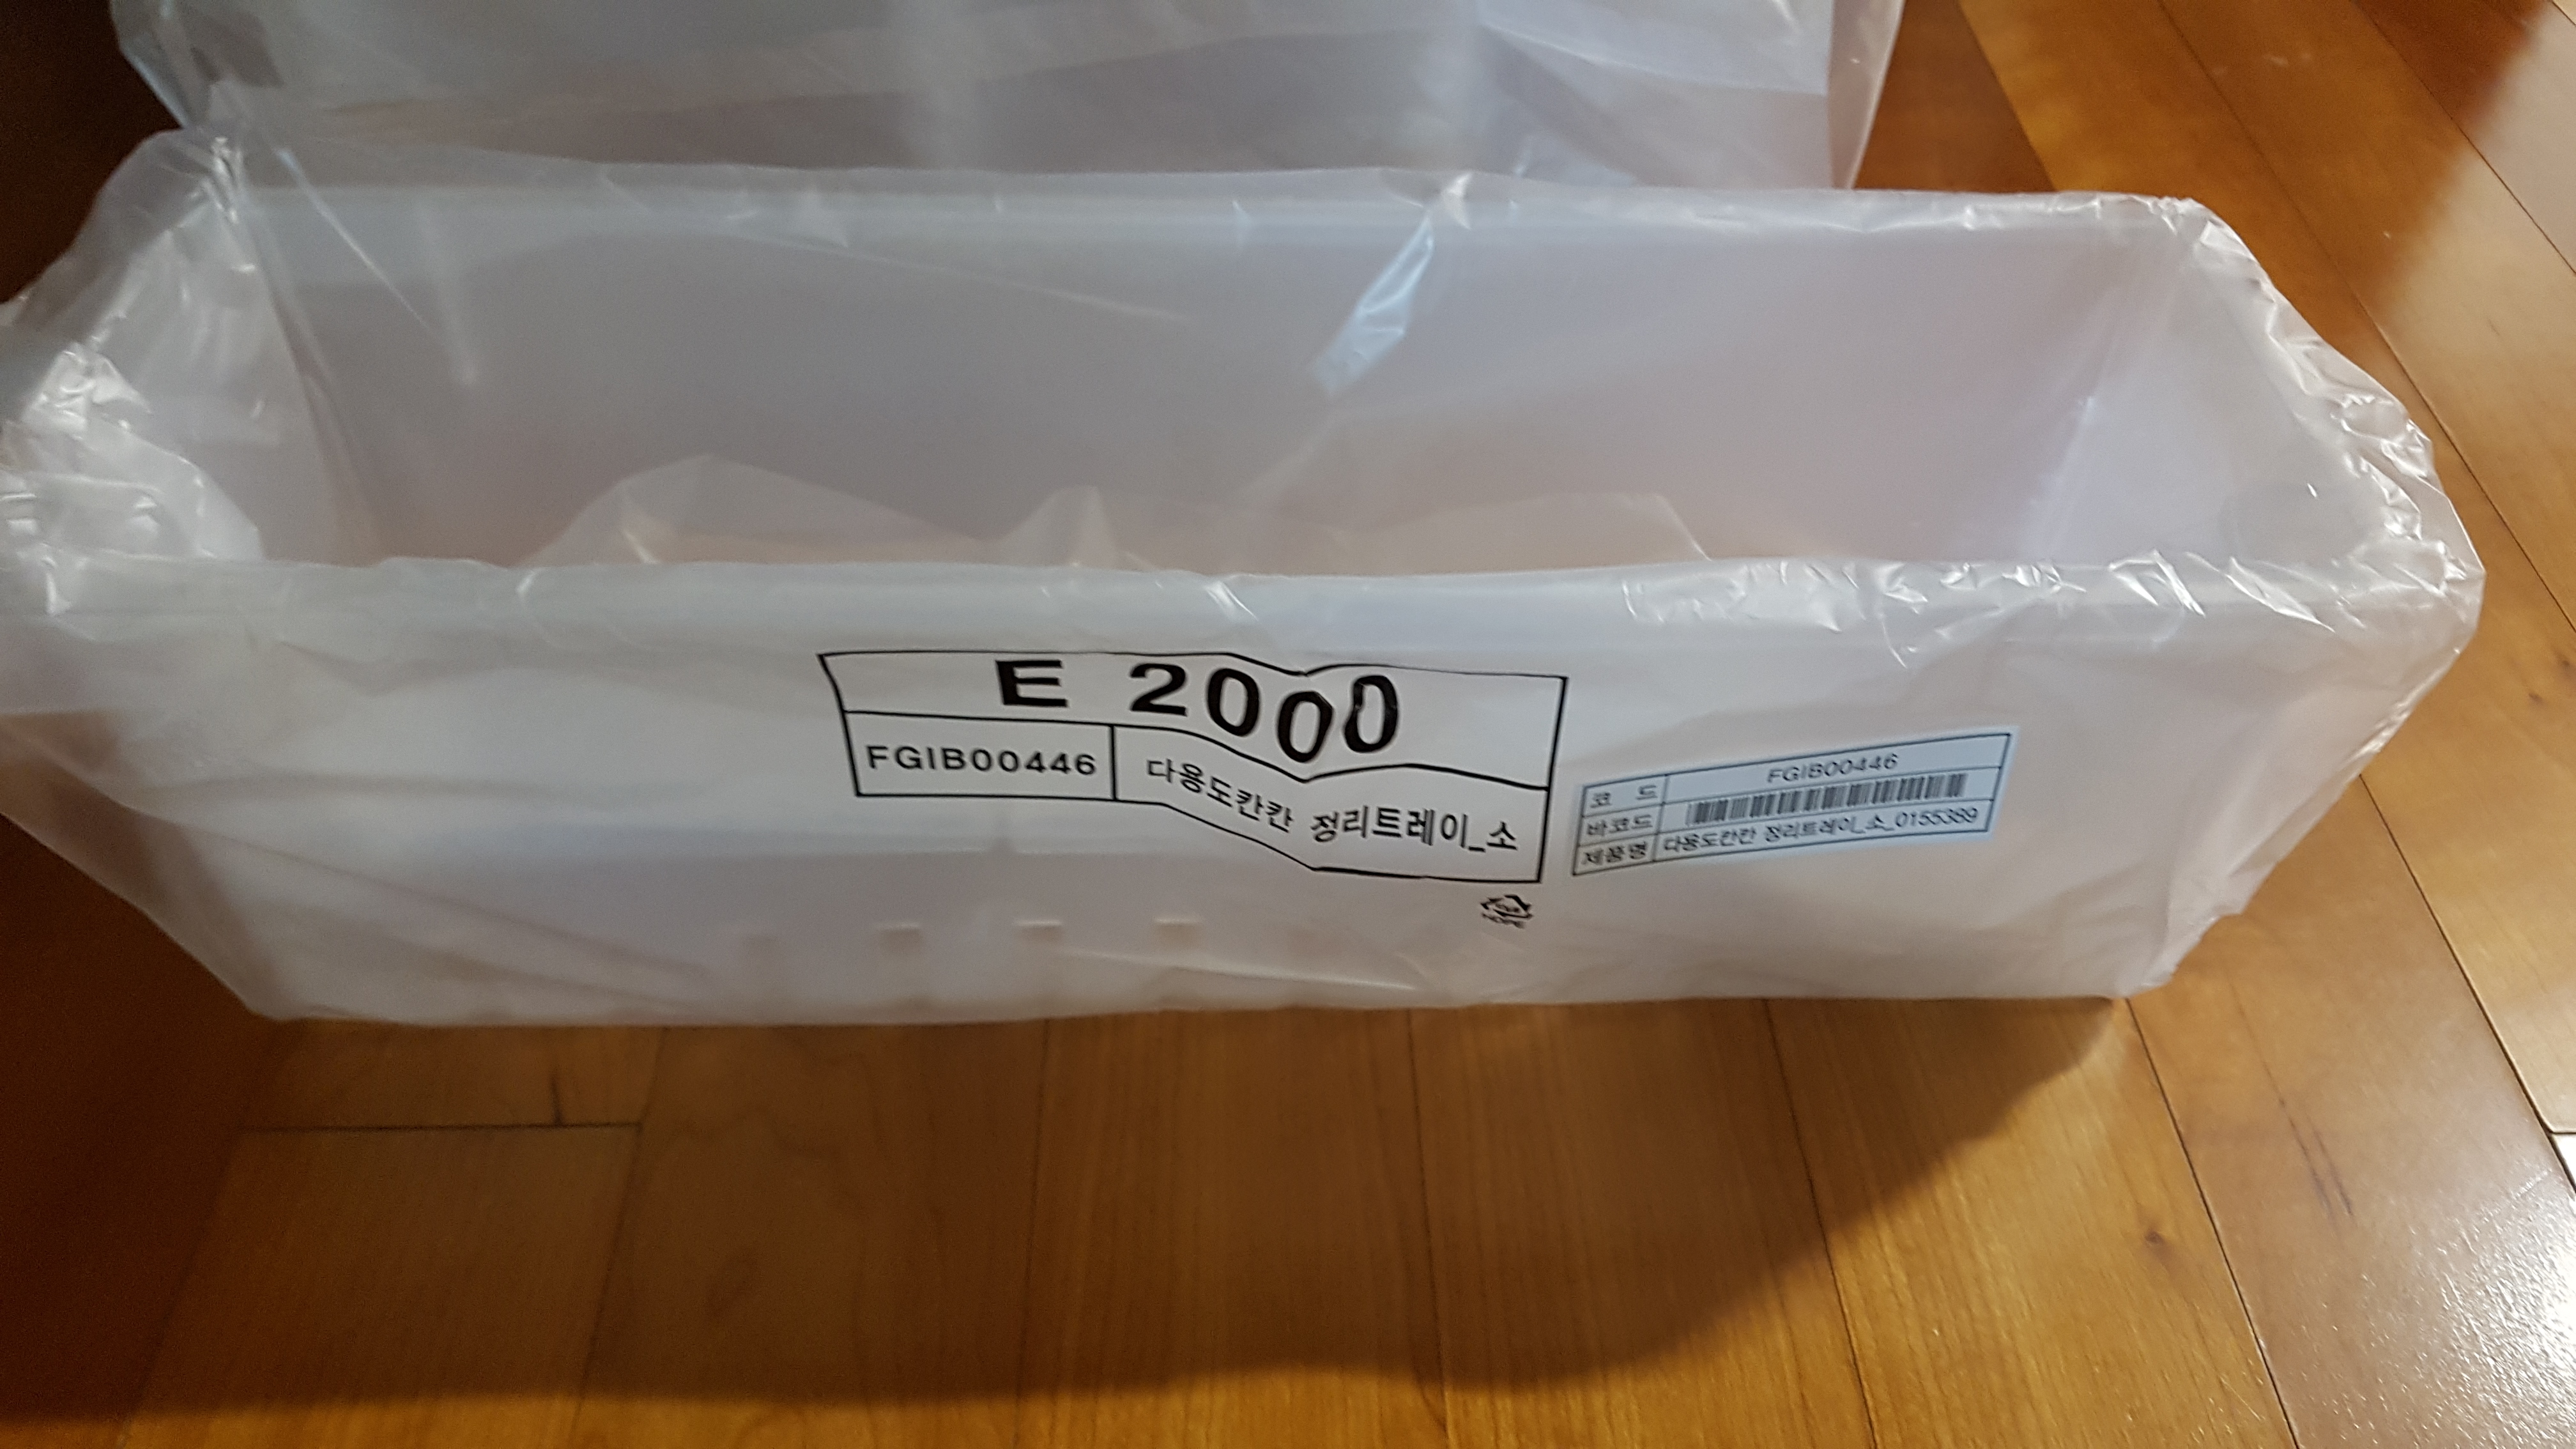 E 2000
FGIB00446 다용도칸칸 정리트레이_소
코 드 FGIB00446
바코드
제품명 다용도칸칸 정리트레이_소_0155389
HDPE